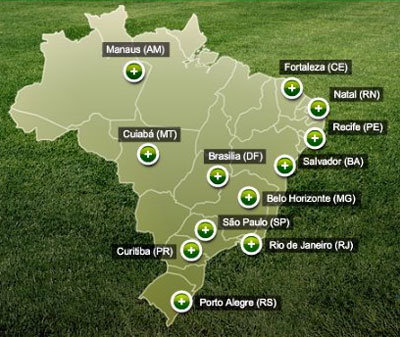 Manaus (AM)
Fortaleza (CE)
Natal (RN)
Recife (PE)
Cuiabá (MT)
Brasilia (DF)
Salvador (BA)
Belo Horizonte (MG)
São Paulo (SP)
Rio de Janeiro (RJ)
Curitiba (PR)
Porto Alegre (RS)